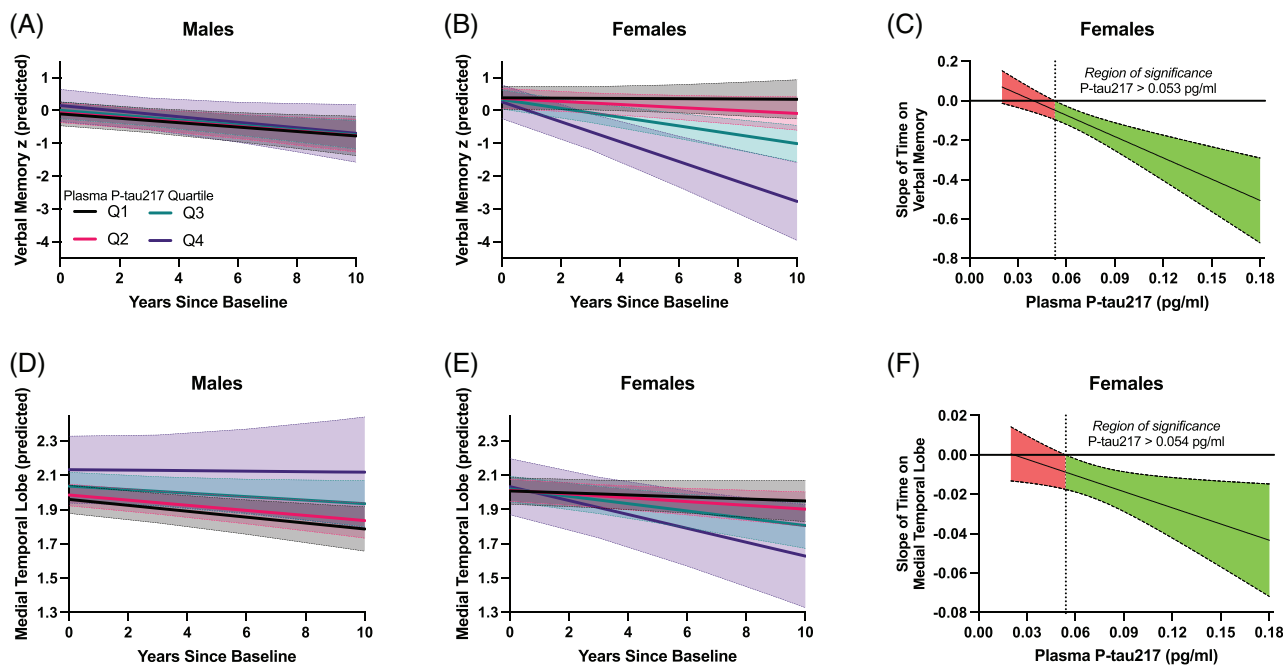 (A)
Males
Verbal Memory z (predicted)
1
0
-1
-2
-3
-4
Plasma P-tau217 Quartile
Q1
Q3
Q2
Q4
0
2
4
6
8
10
Years Since Baseline
(B)
Females
Verbal Memory z (predicted)
1
0
-1
-2
-3
-4
0
2
4
6
8
10
Years Since Baseline
(C)
Females
Slope of Time on
Verbal Memory
0.2
0.0
-0.2
-0.4
-0.6
-0.8
Region of significance
P-tau217 > 0.053 pg/ml
0.00
0.03
0.06
0.09
0.12
0.15
0.18
Plasma P-tau217 (pg/ml)
(D)
Males
Medial Temporal Lobe (predicted)
2.3
2.1
1.9
1.7
1.5
1.3
0
2
4
6
8
10
Years Since Baseline
(E)
Females
Medial Temporal Lobe (predicted)
2.3
2.1
1.9
1.7
1.5
1.3
0
2
4
6
8
10
Years Since Baseline
(F)
Females
Slope of Time on
Medial Temporal Lobe
0.02
0.00
-0.02
-0.04
-0.06
-0.08
Region of significance
P-tau217 > 0.054 pg/ml
0.00
0.03
0.06
0.09
0.12
0.15
0.18
Plasma P-tau217 (pg/ml)